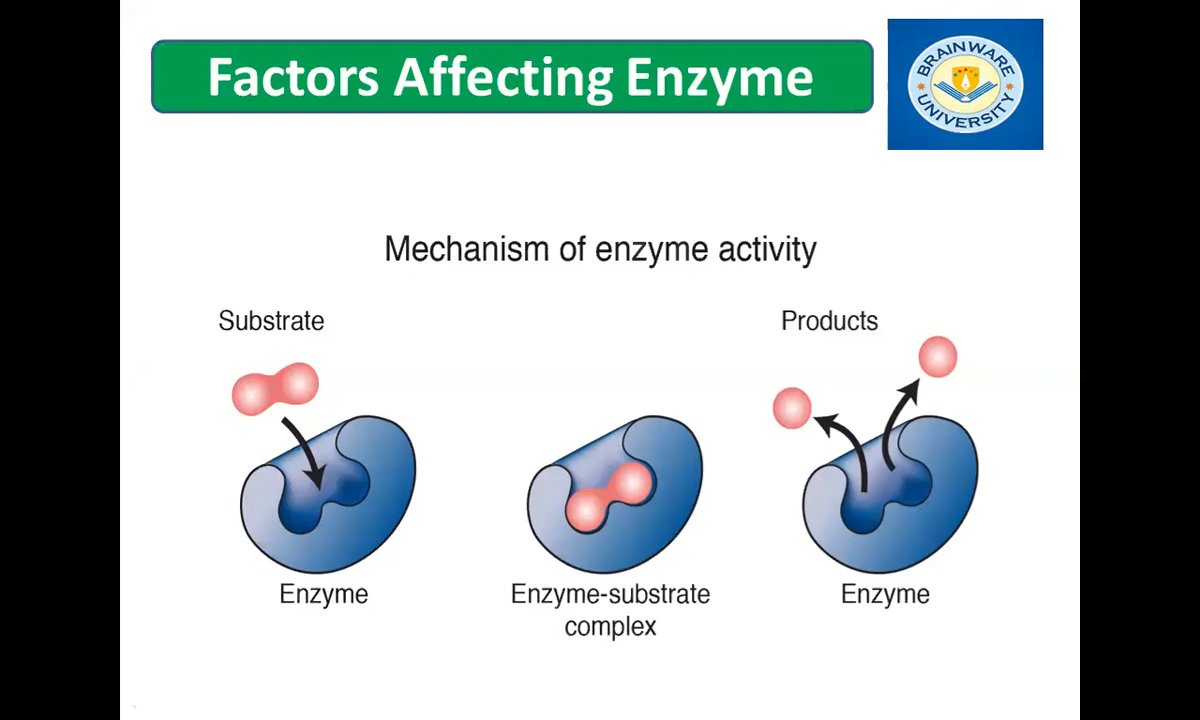 Factors Affecting Enzyme
BRAINWARE
UNIVERSITY
Mechanism of enzyme activity
Substrate
Products
Enzyme
Enzyme-substrate
complex
Enzyme